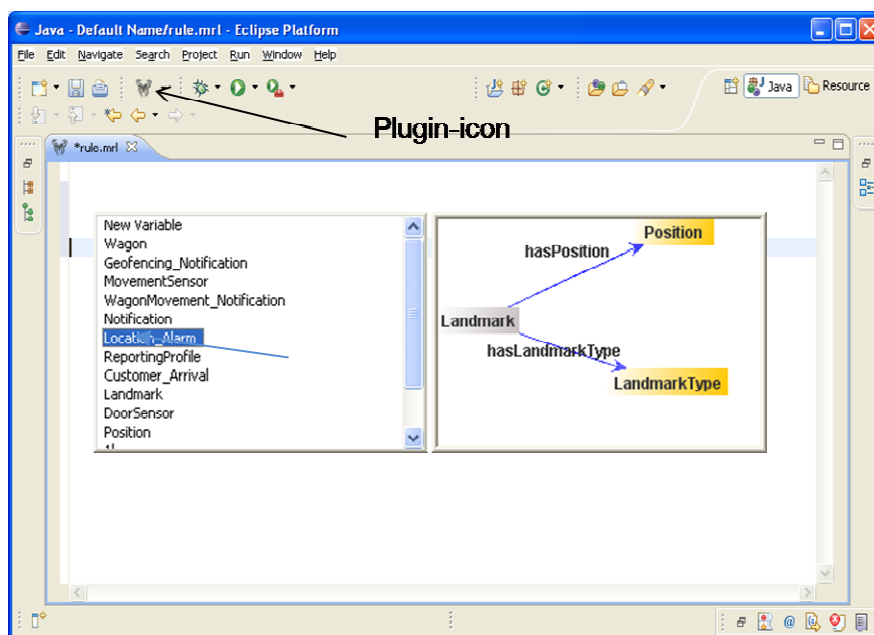 Java - Default Name/rule.mrl - Eclipse Platform
File Edit Navigate Search Project Run Window Help
Java Resource
Plugin-icon
*rule.mrl
New Variable
Wagon
Geofencing_Notification
MovementSensor
WagonMovement_Notification
Notification
Location_Alarm
ReportingProfile
Customer_Arrival
Landmark
DoorSensor
Position
Position
hasPosition
Landmark
hasLandmarkType
LandmarkType